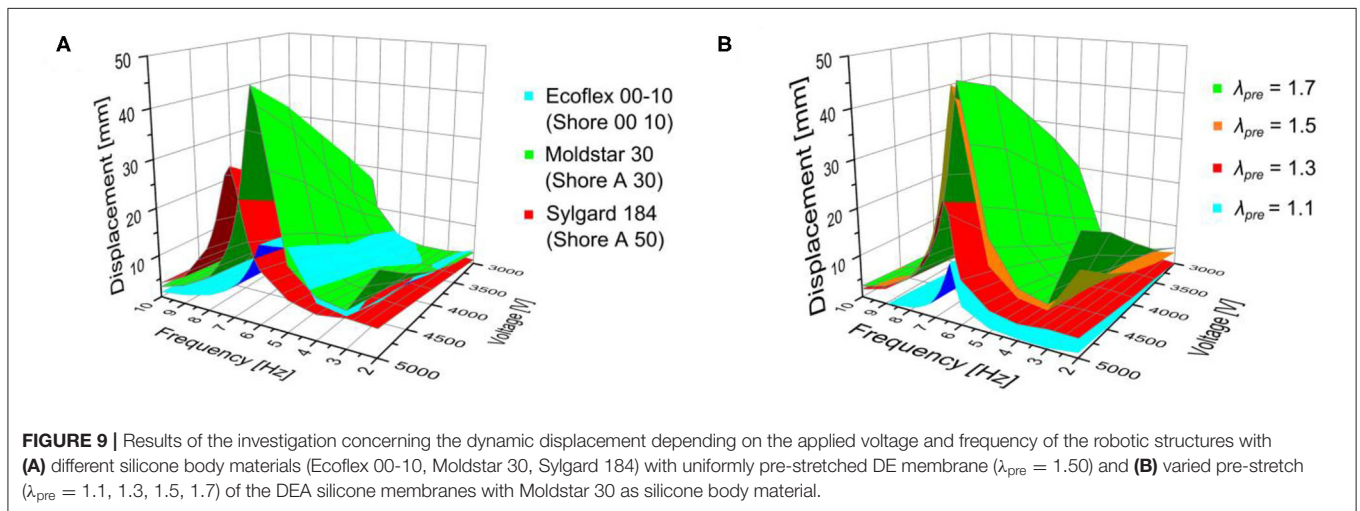 A
Displacement [mm]
50
40
30
20
10
10 9 8 7 6 5 4 3 2
Frequency [Hz]
3000
3500
4000
4500
5000
Voltage [V]
Ecoflex 00-10
(Shore 00 10)
Moldstar 30
(Shore A 30)
Sylgard 184
(Shore A 50)
B
Displacement [mm]
50
40
30
20
10
10 9 8 7 6 5 4 3 2
Frequency [Hz]
3000
3500
4000
4500
5000
Voltage [V]
λpre = 1.7
λpre = 1.5
λpre = 1.3
λpre = 1.1
FIGURE 9 | Results of the investigation concerning the dynamic displacement depending on the applied voltage and frequency of the robotic structures with
(A) different silicone body materials (Ecoflex 00-10, Moldstar 30, Sylgard 184) with uniformly pre-stretched DE membrane (λpre = 1.50) and (B) varied pre-stretch
(λpre = 1.1, 1.3, 1.5, 1.7) of the DEA silicone membranes with Moldstar 30 as silicone body material.